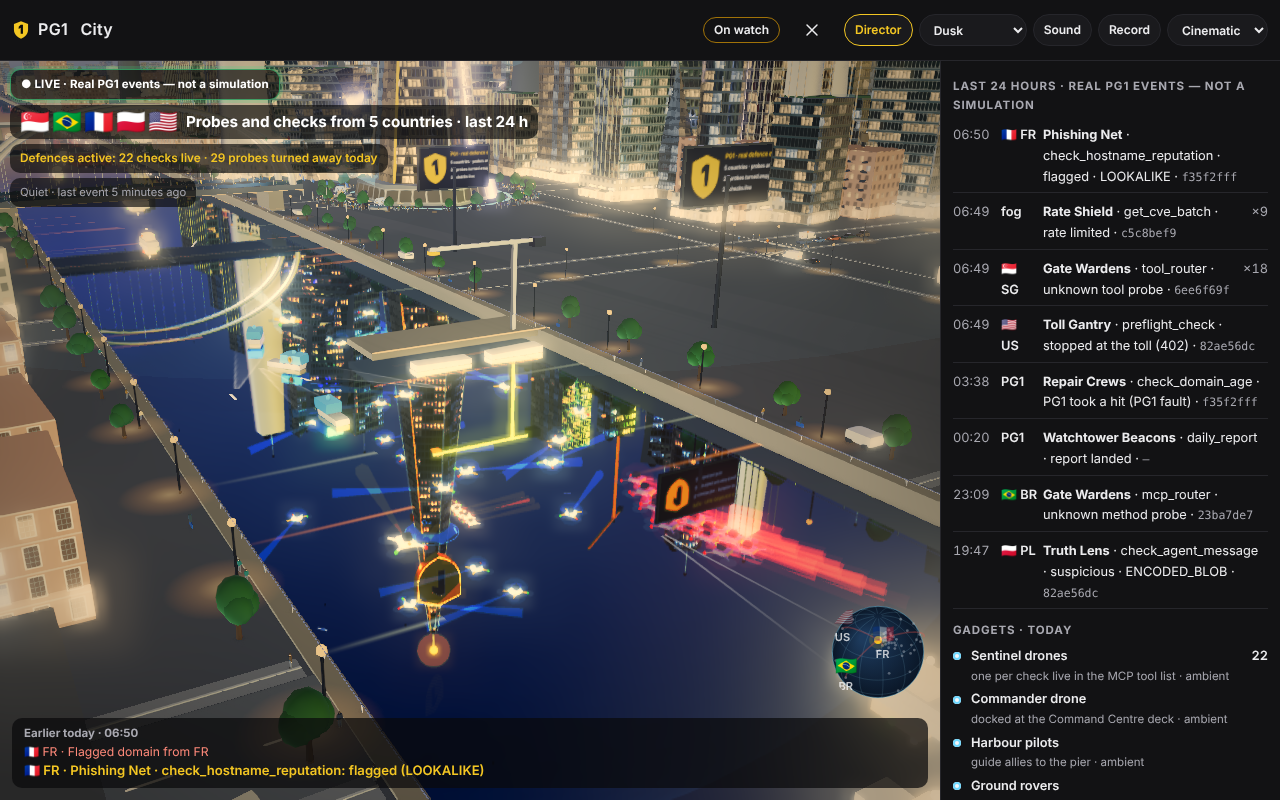 PG1 City
On watch
Director
Dusk
Sound
Record
Cinematic
LIVE · Real PG1 events — not a simulation
🇸🇬🇧🇷🇫🇷🇵🇱🇺🇸 Probes and checks from 5 countries · last 24 h
Defences active: 22 checks live · 29 probes turned away today
Quiet · last event 5 minutes ago
US
FR
BR
Earlier today · 06:50
🇫🇷 FR · Flagged domain from FR
🇫🇷 FR · Phishing Net · check_hostname_reputation: flagged (LOOKALIKE)
LAST 24 HOURS · REAL PG1 EVENTS — NOT A
SIMULATION
06:50 🇫🇷 FR Phishing Net ·
check_hostname_reputation ·
flagged · LOOKALIKE · f35f2fff
06:49 fog Rate Shield · get_cve_batch · ×9
rate limited · c5c8bef9
06:49 🇸🇬 Gate Wardens · tool_router · ×18
SG unknown tool probe · 6ee6f69f
06:49 🇺🇸 Toll Gantry · preflight_check ·
US stopped at the toll (402) · 82ae56dc
03:38 PG1 Repair Crews · check_domain_age ·
PG1 took a hit (PG1 fault) · f35f2fff
00:20 PG1 Watchtower Beacons · daily_report
· report landed · —
23:09 🇧🇷 BR Gate Wardens · mcp_router ·
unknown method probe · 23ba7de7
19:47 🇵🇱 PL Truth Lens · check_agent_message
· suspicious · ENCODED_BLOB ·
82ae56dc
GADGETS · TODAY
Sentinel drones 22
one per check live in the MCP tool list · ambient
Commander drone
docked at the Command Centre deck · ambient
Harbour pilots
guide allies to the pier · ambient
Ground rovers